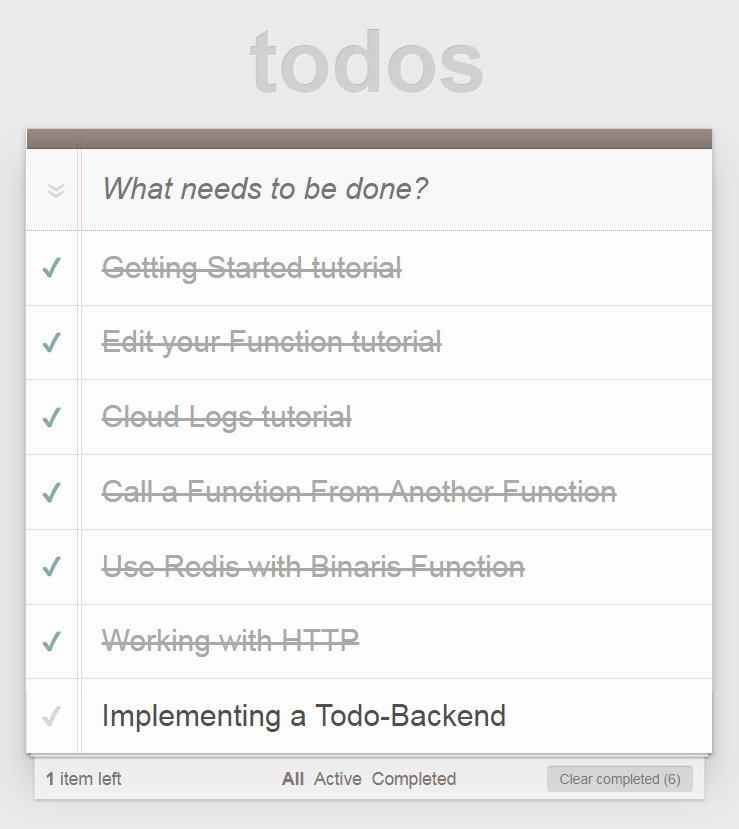 todos
What needs to be done?
Getting Started tutorial
Edit your Function tutorial
Cloud Logs tutorial
Call a Function From Another Function
Use Redis with Binaris Function
Working with HTTP
Implementing a Todo-Backend
1 item left All Active Completed Clear completed (6)